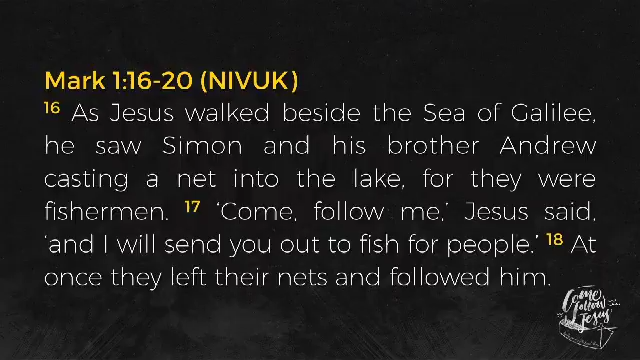 Mark 1:16-20 (NIVUK)
16 As Jesus walked beside the Sea of Galilee,
he saw Simon and his brother Andrew
casting a net into the lake, for they were
fishermen. 17 ‘Come, follow me,’ Jesus said,
‘and I will send you out to fish for people.’ 18 At
once they left their nets and followed him.
Come
Follow
Jesus